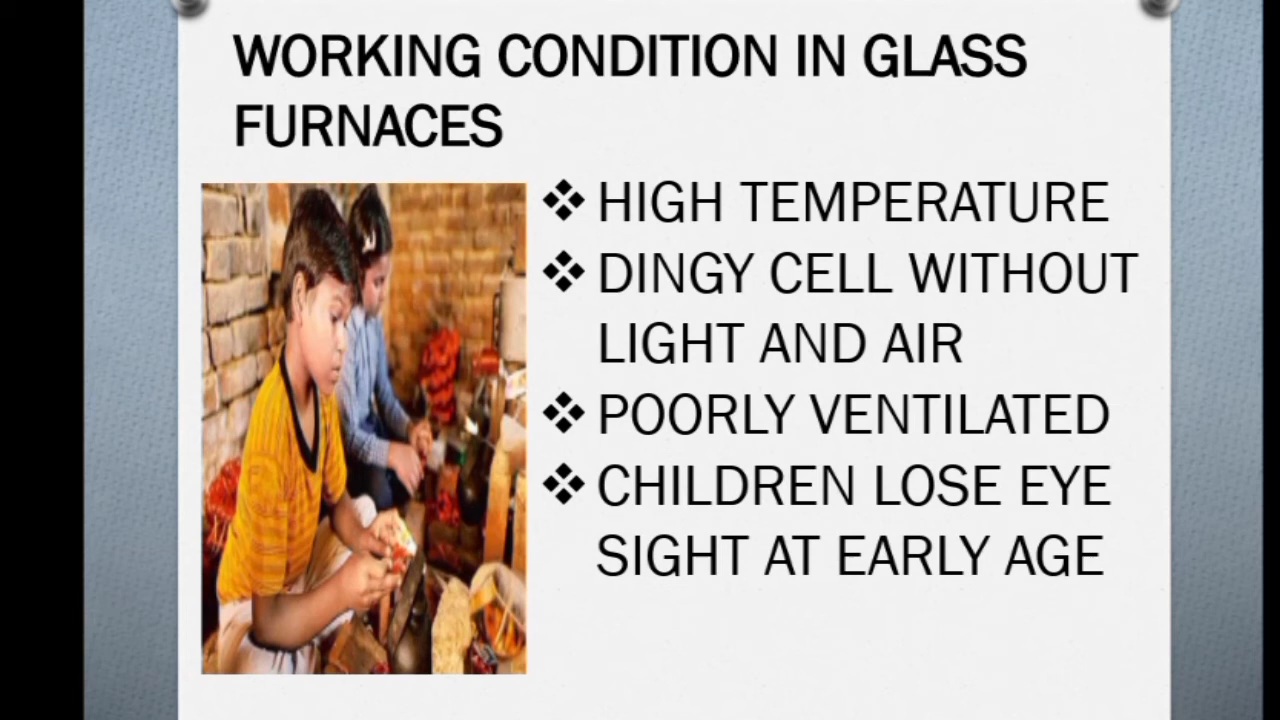 WORKING CONDITION IN GLASS
FURNACES
❖ HIGH TEMPERATURE
❖ DINGY CELL WITHOUT
LIGHT AND AIR
❖ POORLY VENTILATED
❖ CHILDREN LOSE EYE
SIGHT AT EARLY AGE